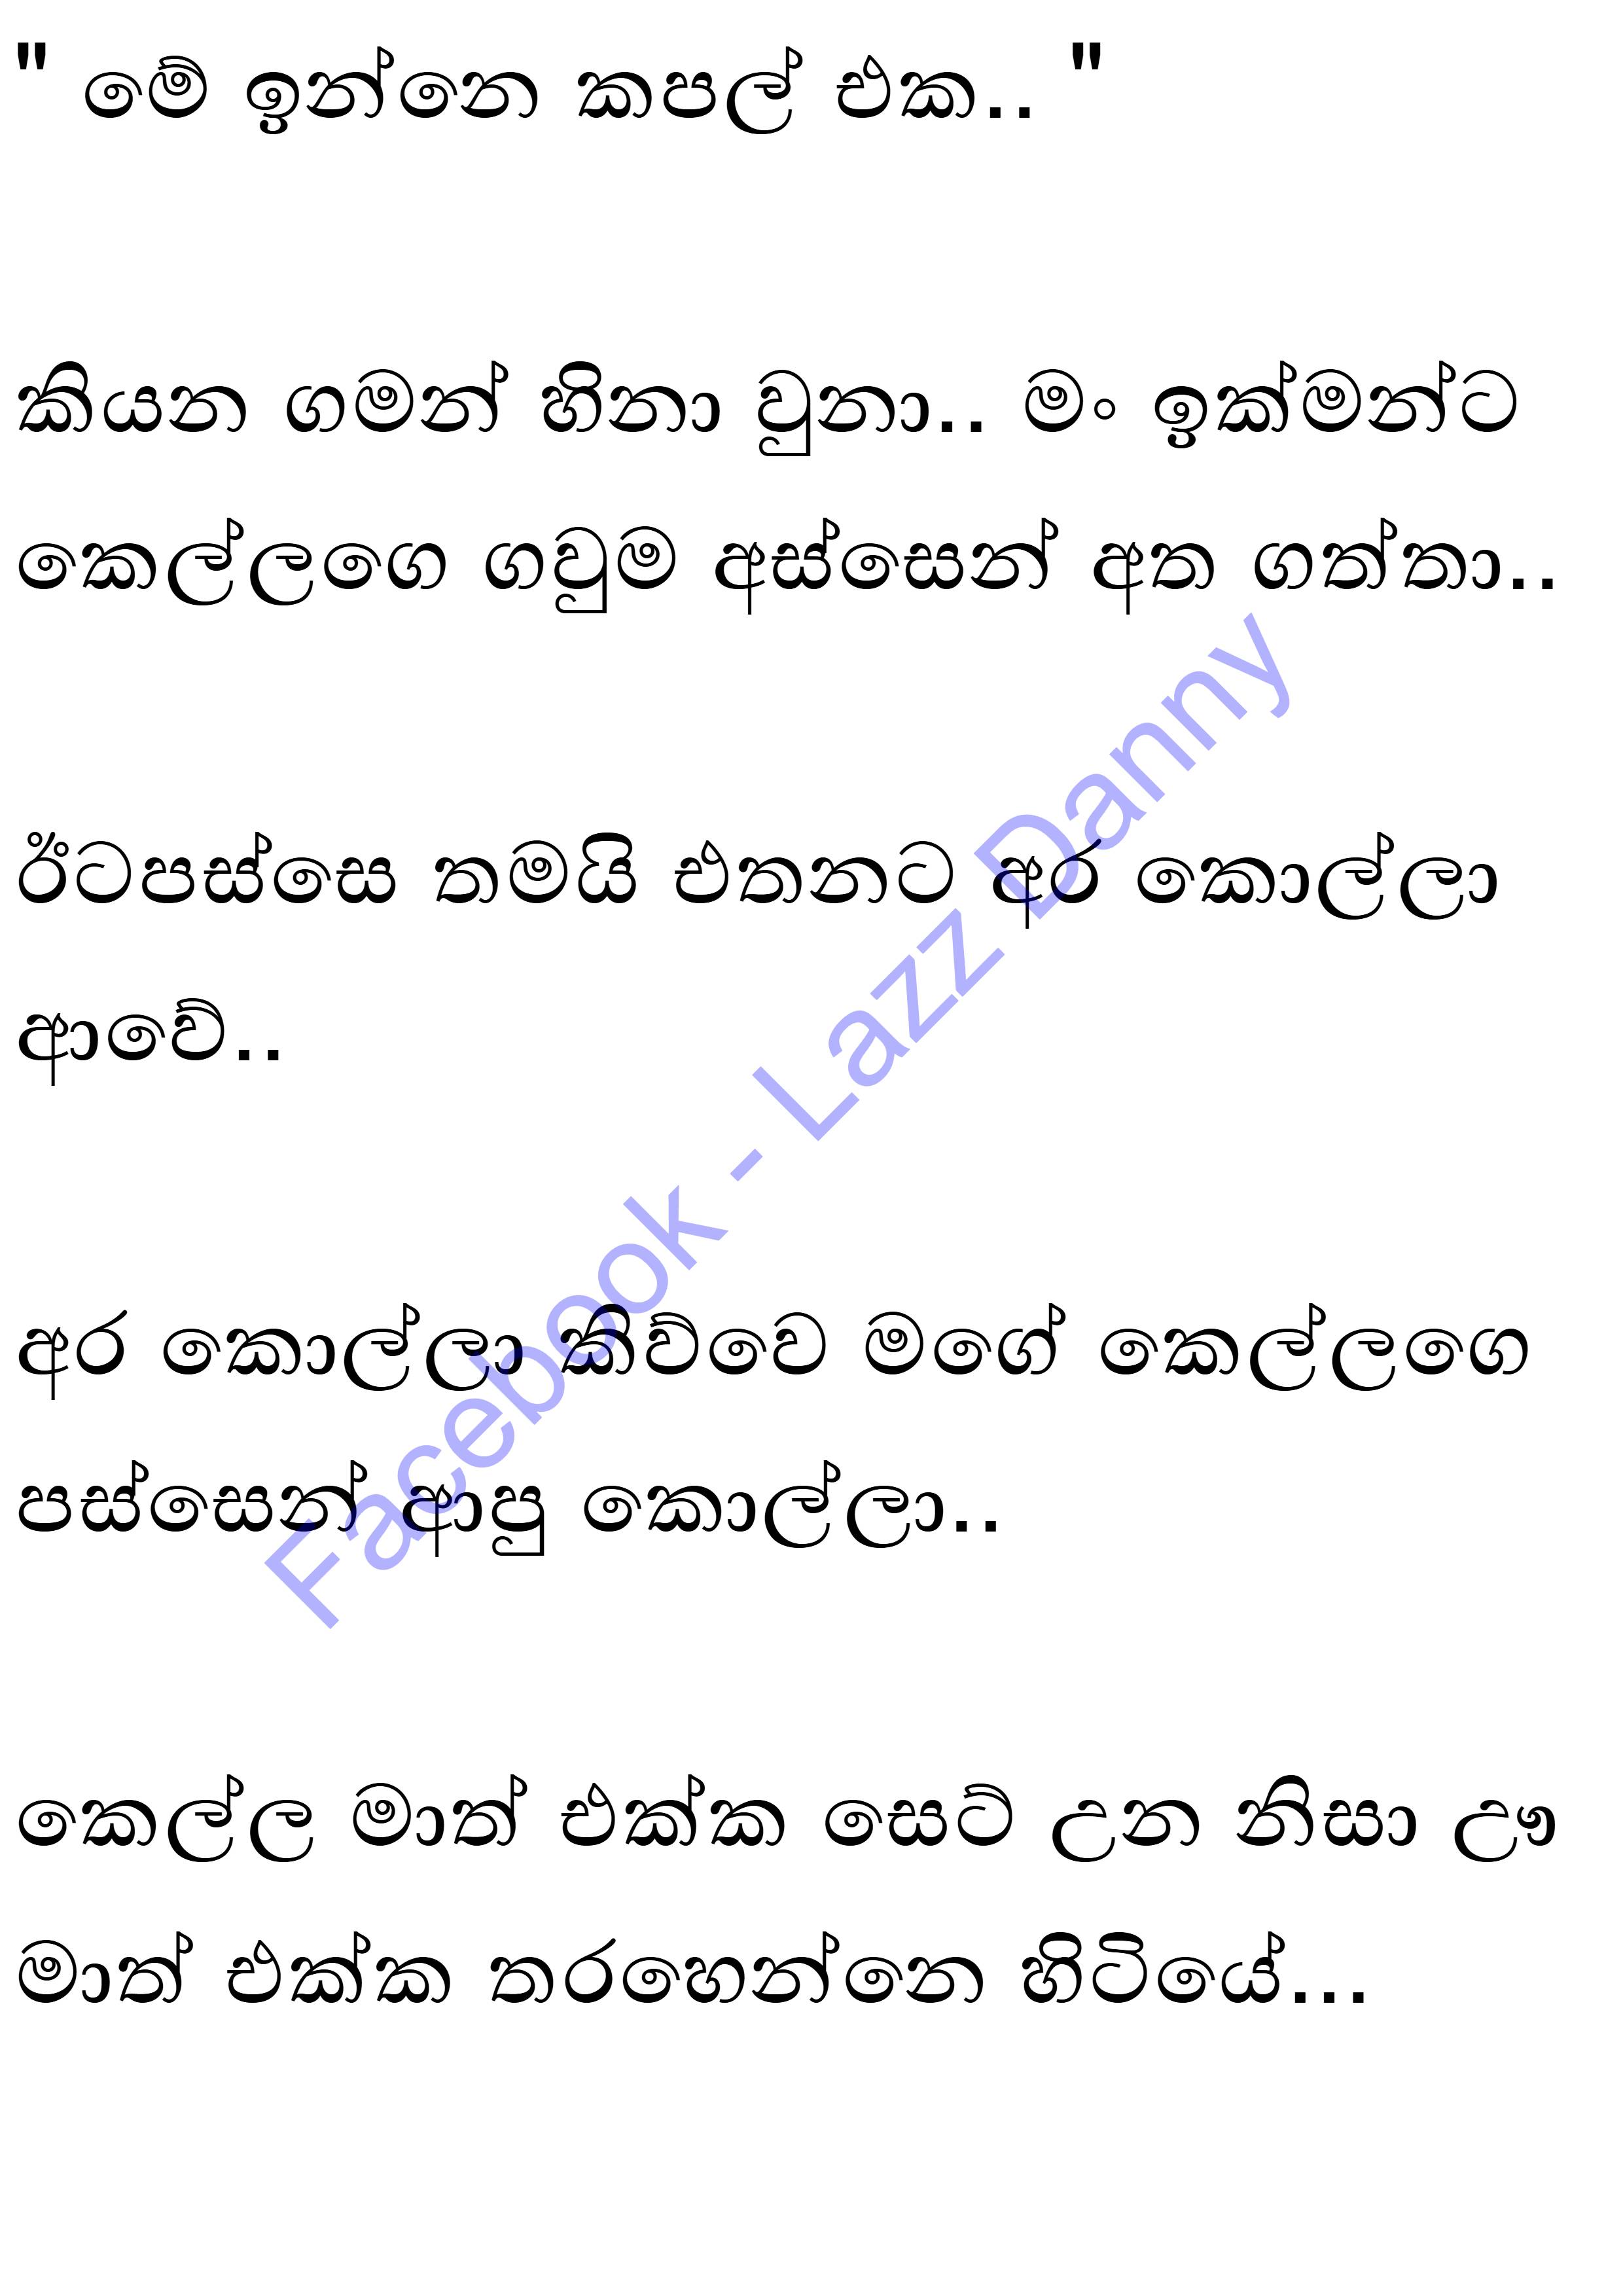 " මේ ඉන්නෙ කපල් එක.. "
කියන ගමන් හිනා වුනා.. මං ඉක්මන්ට
කෙල්ලගෙ ගවුම අස්සෙන් අත ගත්තා..
ඊටපස්සෙ තමයි එතනට අර කොල්ලා
ආවේ..
අර කොල්ලා කිව්වෙ මගේ කෙල්ලගෙ
පස්සෙන් ආපු කොල්ලා..
කෙල්ල මාත් එක්ක සෙට් උන නිසා ඌ
මාත් එක්ක තරහෙන්නෙ හිටියේ...
Facebook - Lazz Danny